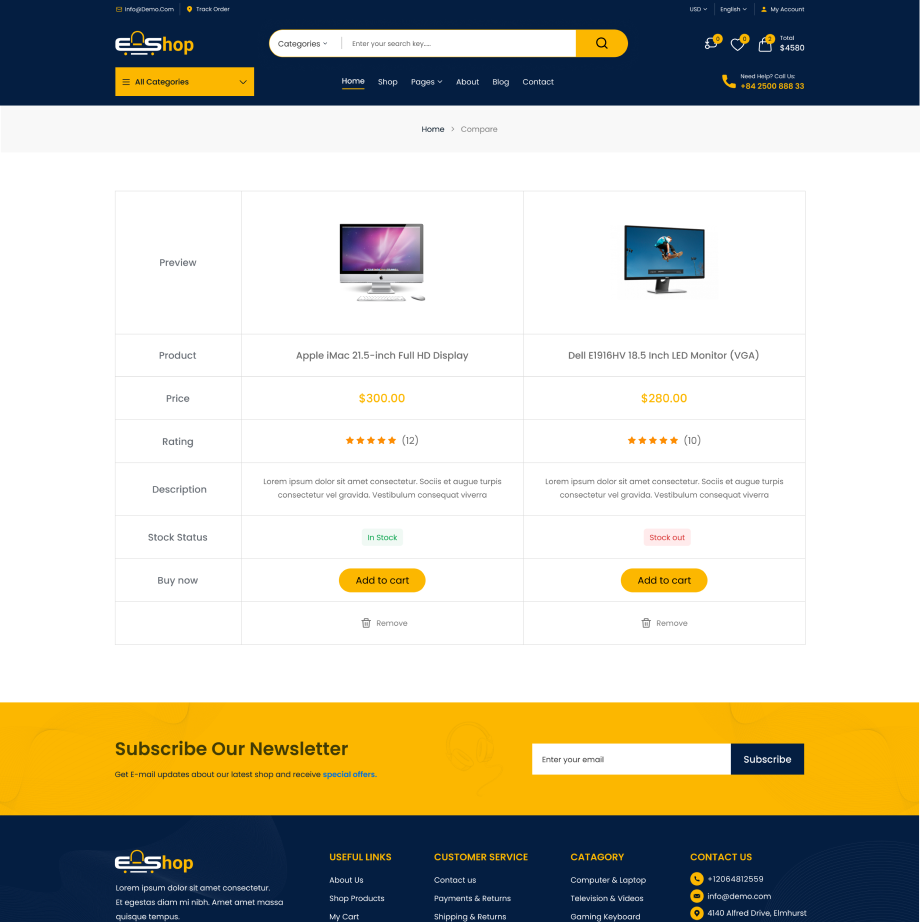 Info@Demo.Com
Track Order
USD
English
My Account
E-Shop
Categories
Enter your search key....
0
0
2
Total
$4580
All Categories
Home
Shop
Pages
About
Blog
Contact
Need Help? Call Us:
+84 2500 888 33
Home > Compare
Preview
Product
Apple iMac 21.5-inch Full HD Display
Dell E1916HV 18.5 Inch LED Monitor (VGA)
Price
$300.00
$280.00
Rating
(12)
(10)
Description
Lorem ipsum dolor sit amet consectetur. Sociis et augue turpis
consectetur vel gravida. Vestibulum consequat viverra
Lorem ipsum dolor sit amet consectetur. Sociis et augue turpis
consectetur vel gravida. Vestibulum consequat viverra
Stock Status
In Stock
Stock out
Buy now
Add to cart
Add to cart
Remove
Remove
Subscribe Our Newsletter
Get E-mail updates about our latest shop and receive special offers.
Enter your email
Subscribe
E-Shop
Lorem ipsum dolor sit amet consectetur.
Et egestas diam mi nibh. Amet amet massa
quisque tempus.
USEFUL LINKS
About Us
Shop Products
My Cart
CUSTOMER SERVICE
Contact us
Payments & Returns
Shipping & Returns
CATAGORY
Computer & Laptop
Television & Videos
Gaming Keyboard
CONTACT US
+12064812559
info@demo.com
4140 Alfred Drive, Elmhurst